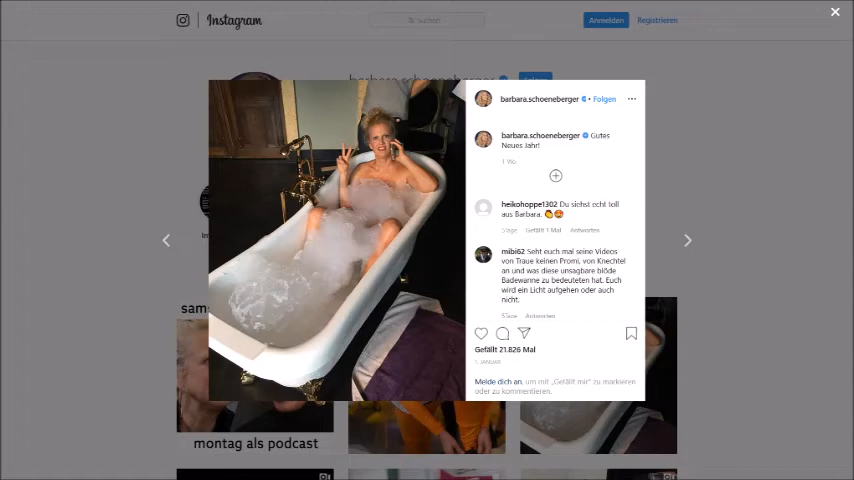 Instagram
Suchen
Anmelden
Registrieren
barbara.schoeneberger
barbara.schoeneberger • Folgen
barbara.schoeneberger Gutes
Neues Jahr!
1 Wo.
heikohoppe1302 Du siehst echt toll
aus Barbara.
5 Tage Gefällt 1 Mal Antworten
mibi62 Seht euch mal seine Videos
von Traue keinen Promi, von Knechtel
an und was diese unsagbare blöde
Badewanne zu bedeuteten hat. Euch
wird ein Licht aufgehen oder auch
nicht.
5 Tage Antworten
Gefällt 21.826 Mal
1. JANUAR
Melde dich an, um mit „Gefällt mir" zu markieren
oder zu kommentieren.
sams
montag als podcast